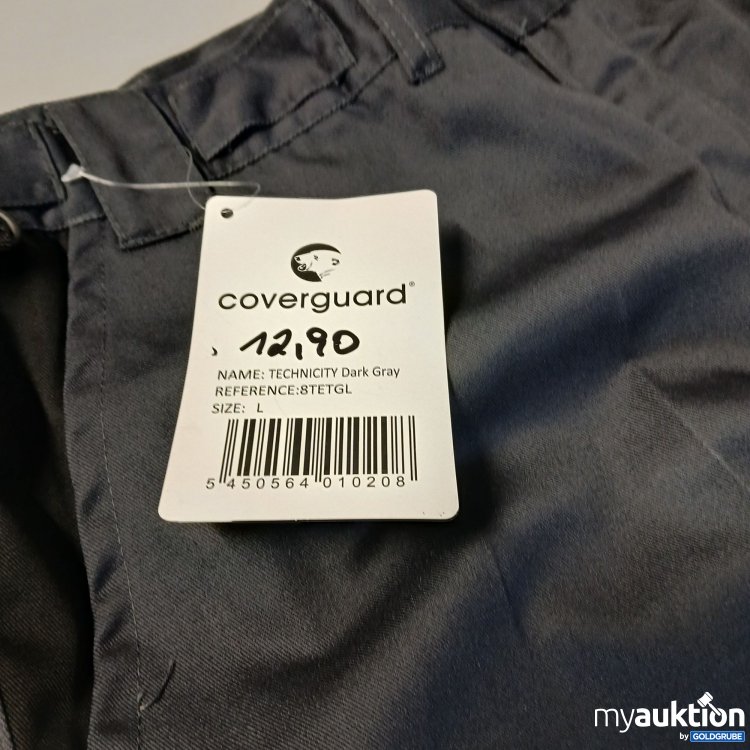 coverguard®
12,90
NAME: TECHNICITY Dark Gray
REFERENCE:8TETGL
SIZE: L
5 450564 010208
myauktion
by GOLDGRUBE